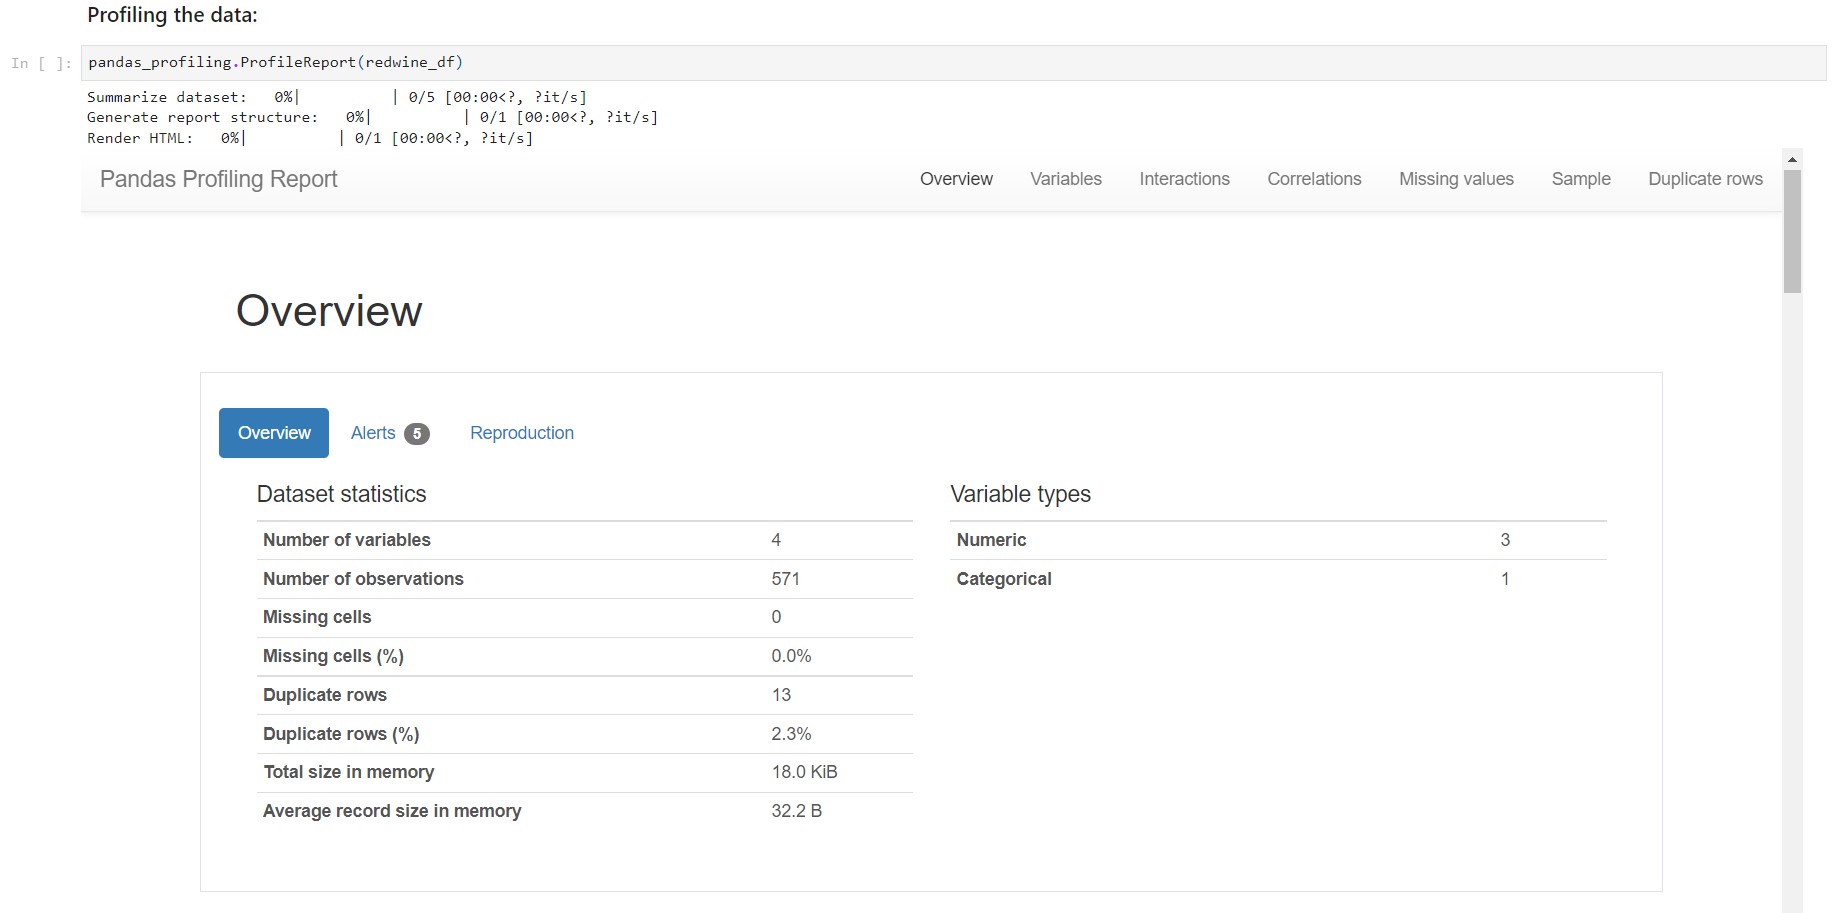 Profiling the data:
In [ ]: pandas_profiling.ProfileReport(redwine_df)
Summarize dataset:   0%|          | 0/5 [00:00<?, ?it/s]
Generate report structure:   0%|          | 0/1 [00:00<?, ?it/s]
Render HTML:   0%|          | 0/1 [00:00<?, ?it/s]
Pandas Profiling Report Overview Variables Interactions Correlations Missing values Sample Duplicate rows
Overview
Overview Alerts 5 Reproduction
Dataset statistics
Number of variables 4
Number of observations 571
Missing cells 0
Missing cells (%) 0.0%
Duplicate rows 13
Duplicate rows (%) 2.3%
Total size in memory 18.0 KiB
Average record size in memory 32.2 B
Variable types
Numeric 3
Categorical 1